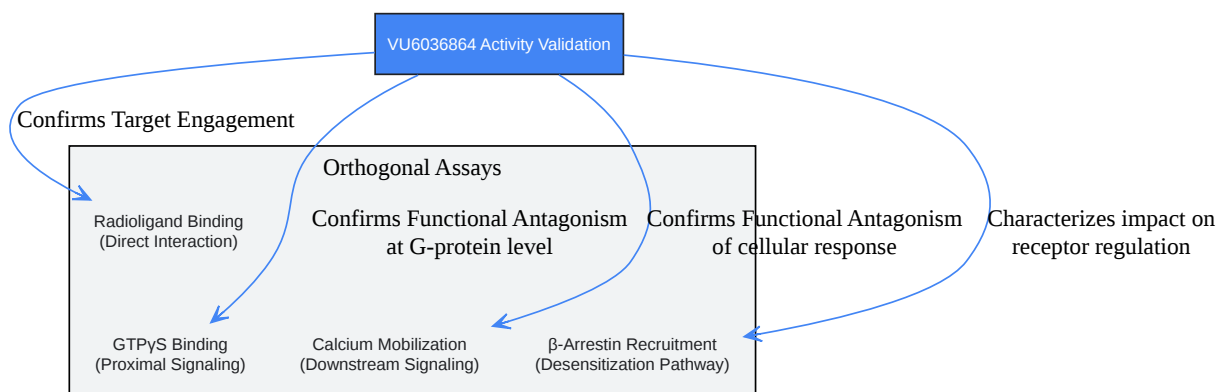 VU6036864 Activity Validation
Confirms Target Engagement
Orthogonal Assays
Radioligand Binding
(Direct Interaction)
Confirms Functional Antagonism
at G-protein level
Confirms Functional Antagonism
of cellular response
Characterizes impact on
receptor regulation
GTPγS Binding
(Proximal Signaling)
Calcium Mobilization
(Downstream Signaling)
β-Arrestin Recruitment
(Desensitization Pathway)